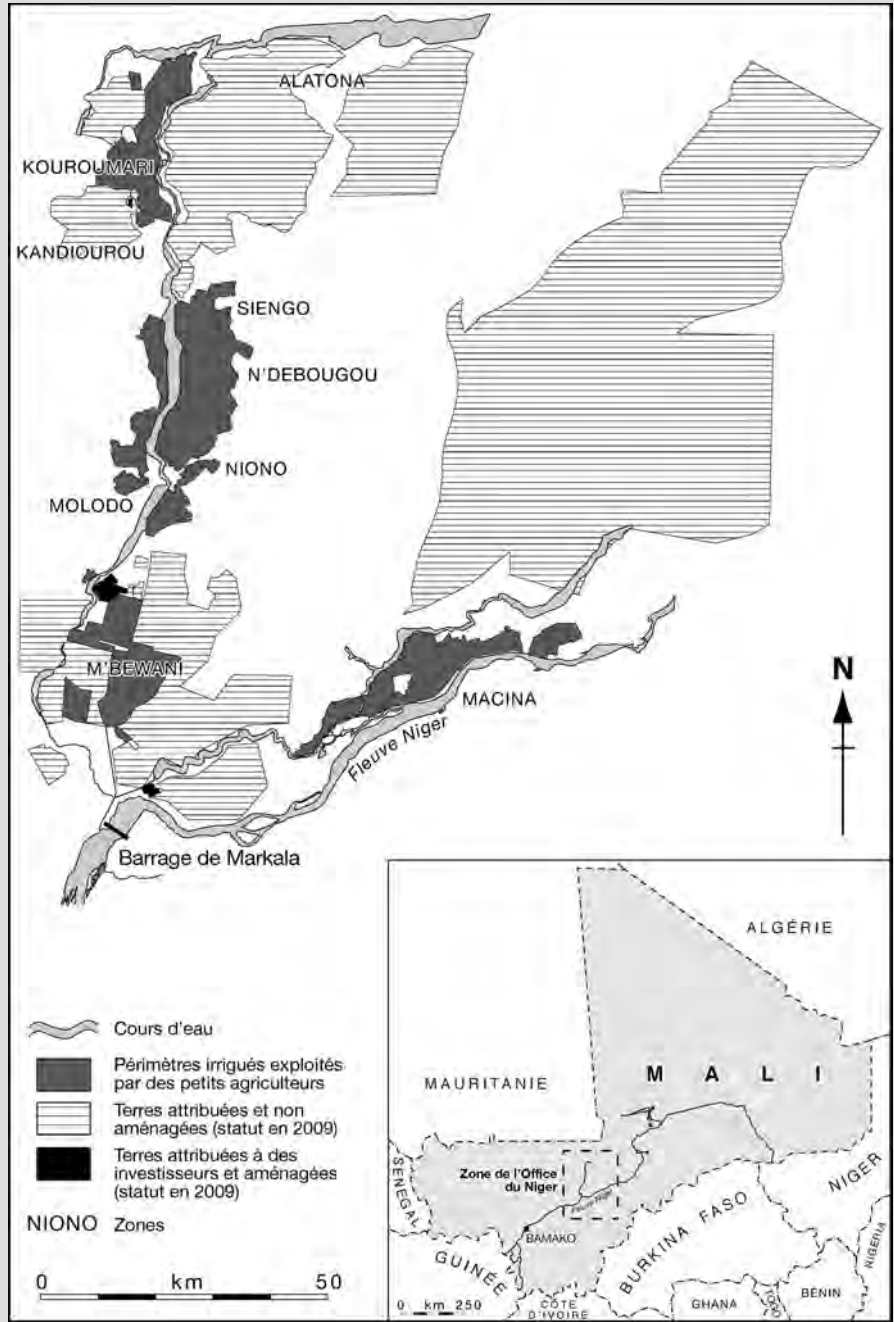 ALATONA
KOUROUMARI
KANDIOUROU
SIENGO
N'DEBOUGOU
NIONO
MOLODO
M'BEWANI
MACINA
Fleuve Niger
Barrage de Markala
N
Cours d'eau
Périmètres irrigués exploités
par des petits agriculteurs
Terres attribuées et non
aménagées (statut en 2009)
Terres attribuées à des
investisseurs et aménagées
(statut en 2009)
NIONO Zones
0 km 50
ALGÉRIE
MAURITANIE
M A L I
SENEGAL
Zone de l'Office
du Niger
Fleuve Niger
BAMAKO
GUINÉE
BURKINA FASO
NIGER
NIGERIA
BÉNIN
TOGO
GHANA
CÔTE
D'IVOIRE
0 km 250